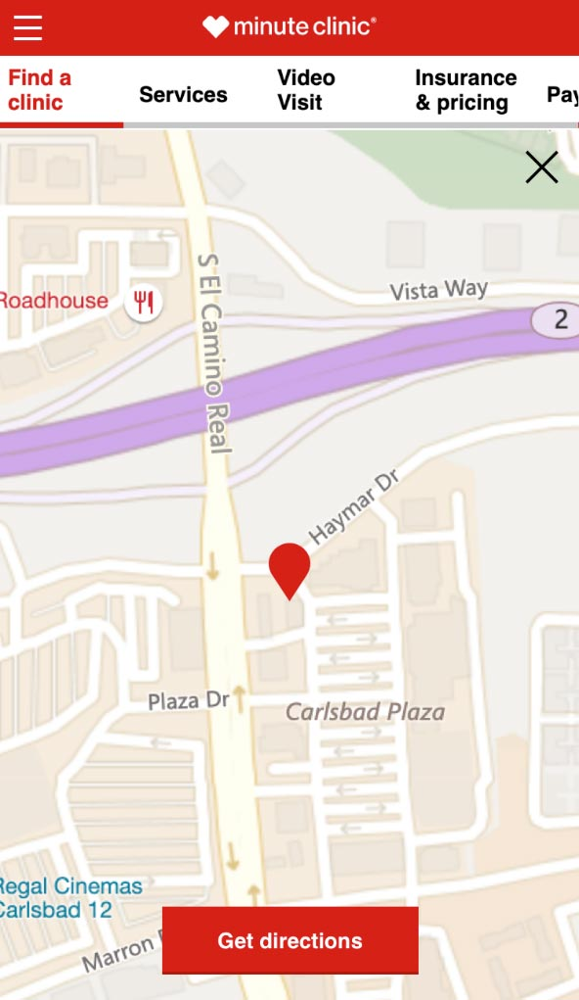 minute clinic®
Find a
clinic
Services
Video
Visit
Insurance
& pricing
Vista Way
Roadhouse
2
S El Camino Real
Haymar Dr
Plaza Dr
Carlsbad Plaza
Regal Cinemas
Carlsbad 12
Marron
Get directions